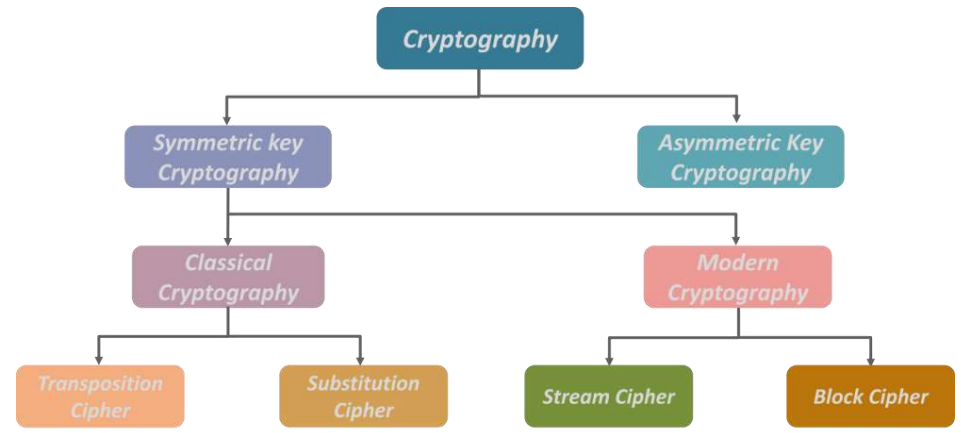 Cryptography
Symmetric key
Cryptography
Asymmetric Key
Cryptography
Classical
Cryptography
Modern
Cryptography
Transposition
Cipher
Substitution
Cipher
Stream Cipher
Block Cipher